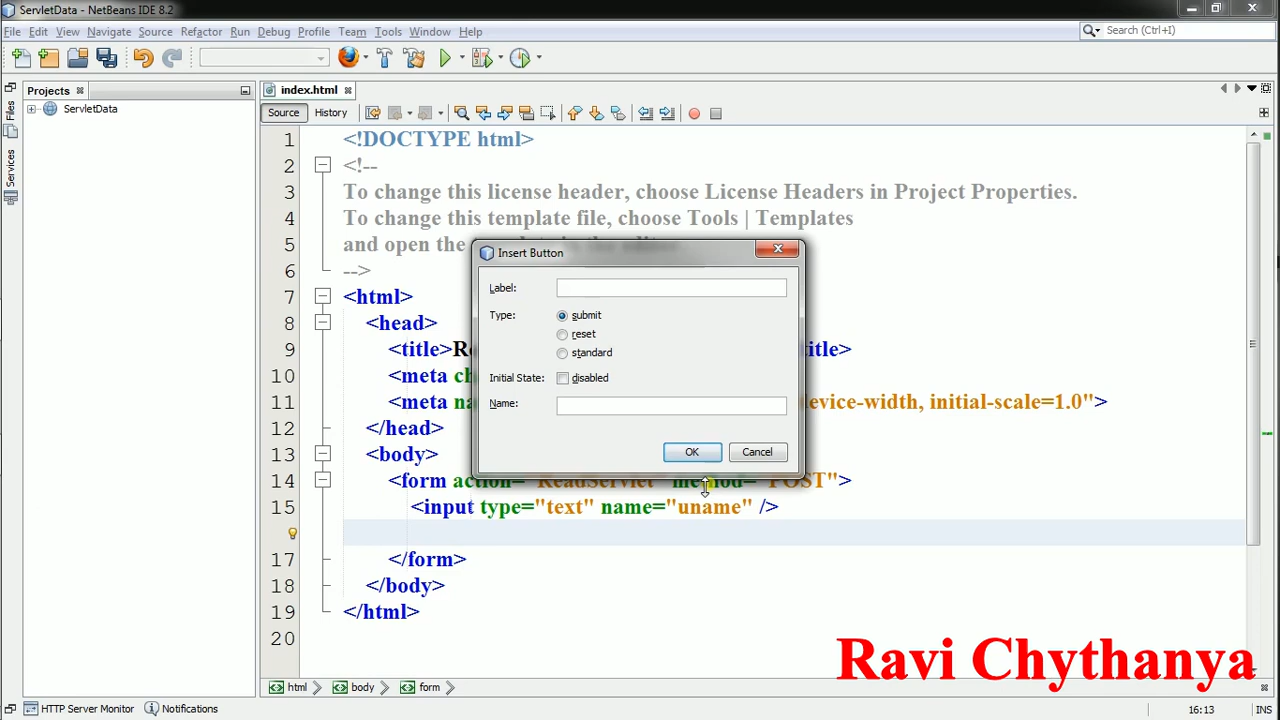 ServletData - NetBeans IDE 8.2
File Edit View Navigate Source Refactor Run Debug Profile Team Tools Window Help
Search (Ctrl+I)
Projects
index.html
Files
Services
ServletData
Source History
1 <!DOCTYPE html>
2 <!--
3 To change this license header, choose License Headers in Project Properties.
4 To change this template file, choose Tools | Templates
5 and open the
6 -->
7 <html>
8 <head>
9 <title>R title>
10 <meta ch
11 <meta na evice-width, initial-scale=1.0">
12 </head>
13 <body>
14 <form action="ReadServlet" method="POST">
15 <input type="text" name="uname" />
17 </form>
18 </body>
19 </html>
20
Insert Button
Label:
Type: submit
reset
standard
Initial State: disabled
Name:
OK Cancel
Ravi Chythanya
html body form
HTTP Server Monitor Notifications
16:13 INS